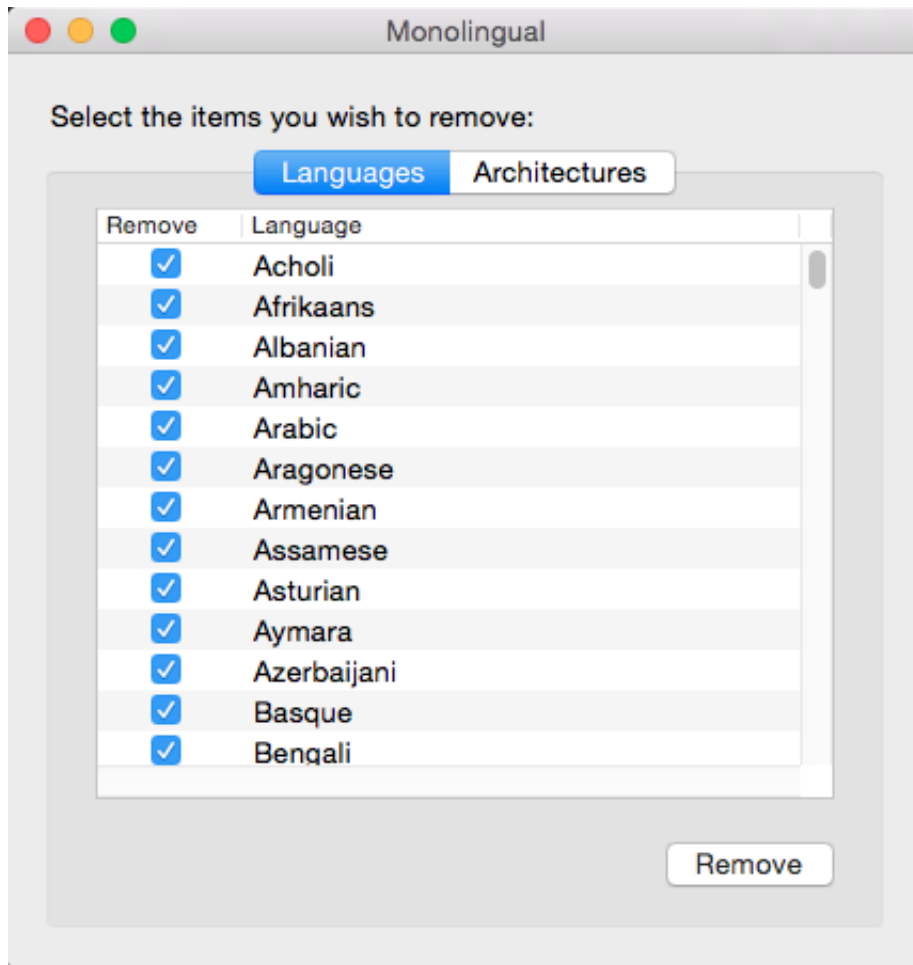 Monolingual
Select the items you wish to remove:
Languages Architectures
Remove Language
Acholi
Afrikaans
Albanian
Amharic
Arabic
Aragonese
Armenian
Assamese
Asturian
Aymara
Azerbaijani
Basque
Bengali
Remove